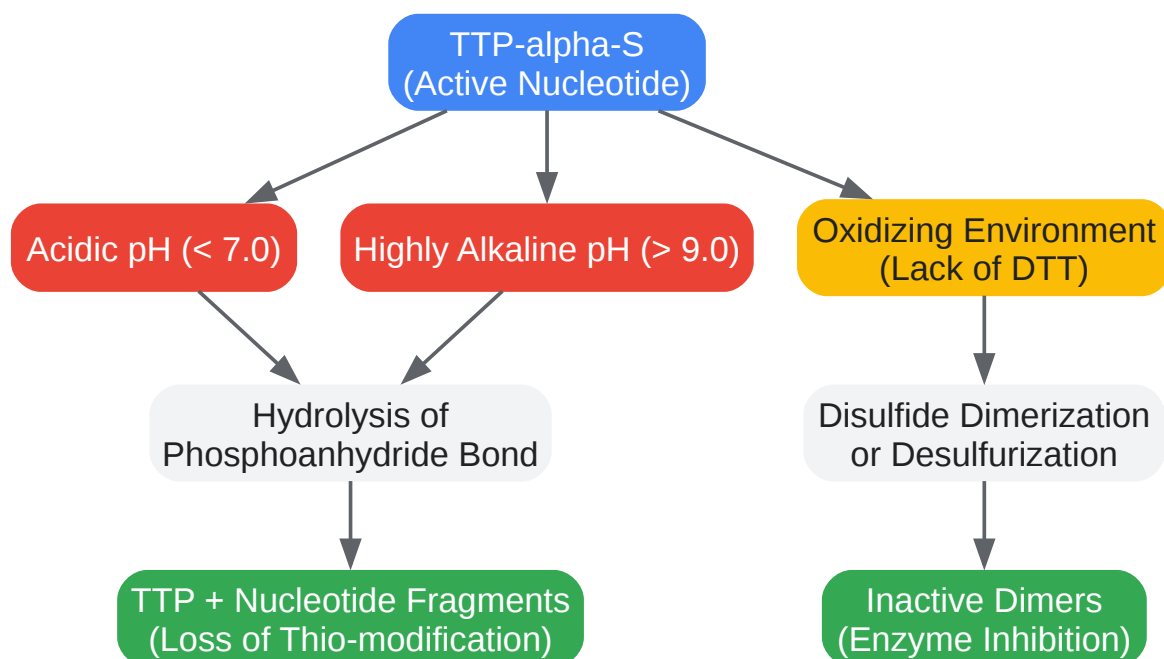 TTP-alpha-S
(Active Nucleotide)
Acidic pH (< 7.0)
Highly Alkaline pH (> 9.0)
Oxidizing Environment
(Lack of DTT)
Hydrolysis of
Phosphoanhydride Bond
Disulfide Dimerization
or Desulfurization
TTP + Nucleotide Fragments
(Loss of Thio-modification)
Inactive Dimers
(Enzyme Inhibition)